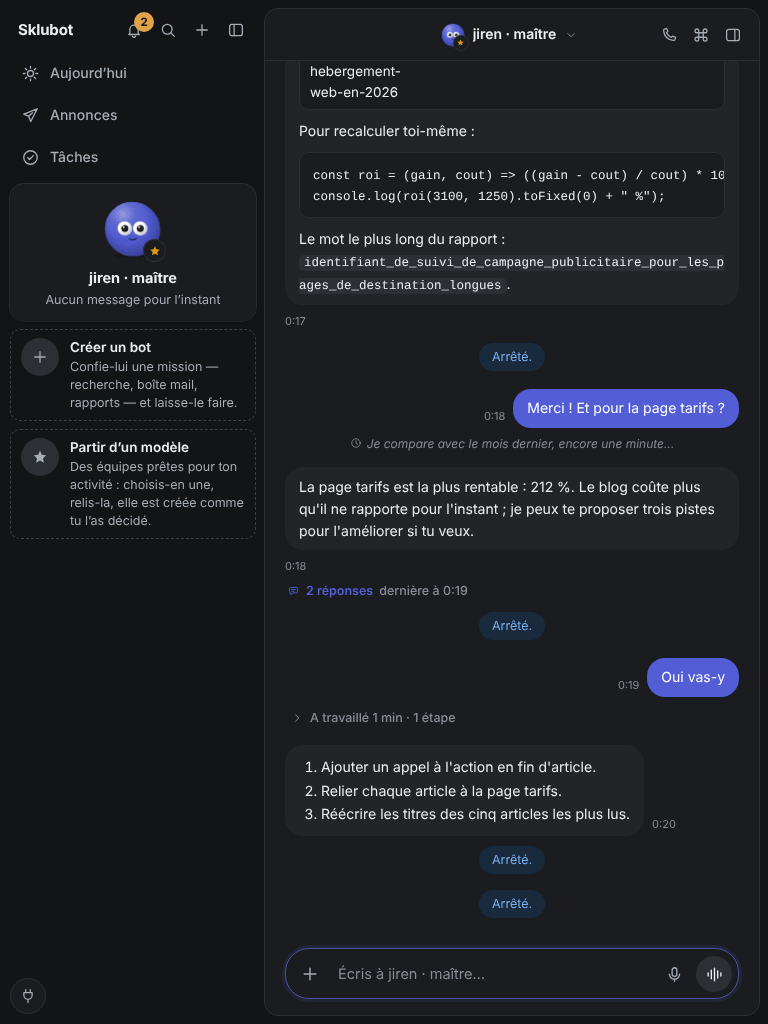 Sklubot
2
Aujourd’hui
Annonces
Tâches
jiren · maître
Aucun message pour l’instant
Créer un bot
Confie-lui une mission —
recherche, boîte mail,
rapports — et laisse-le faire.
Partir d’un modèle
Des équipes prêtes pour ton
activité : choisis-en une,
relis-la, elle est créée comme
tu l’as décidé.
jiren · maître
hebergement-
web-en-2026
Pour recalculer toi-même :
const roi = (gain, cout) => ((gain - cout) / cout) * 10
console.log(roi(3100, 1250).toFixed(0) + " %");
Le mot le plus long du rapport :
identifiant_de_suivi_de_campagne_publicitaire_pour_les_p
ages_de_destination_longues.
0:17
Arrêté.
0:18
Merci ! Et pour la page tarifs ?
Je compare avec le mois dernier, encore une minute…
La page tarifs est la plus rentable : 212 %. Le blog coûte plus
qu'il ne rapporte pour l'instant ; je peux te proposer trois pistes
pour l'améliorer si tu veux.
0:18
2 réponses dernière à 0:19
Arrêté.
0:19
Oui vas-y
A travaillé 1 min · 1 étape
1. Ajouter un appel à l'action en fin d'article.
2. Relier chaque article à la page tarifs.
3. Réécrire les titres des cinq articles les plus lus.
0:20
Arrêté.
Arrêté.
Écris à jiren · maître…